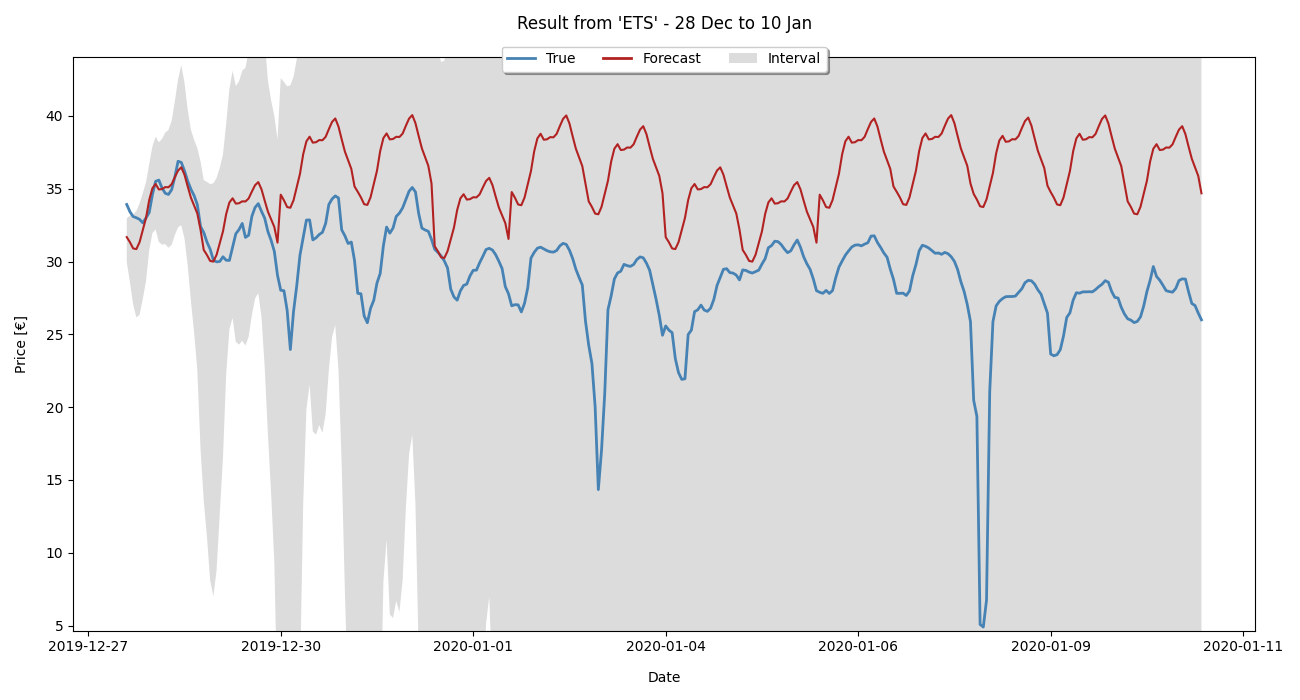 Result from 'ETS' - 28 Dec to 10 Jan
True Forecast Interval
40
35
30
25
20
15
10
5
Price [€]
2019-12-27 2019-12-30 2020-01-01 2020-01-04 2020-01-06 2020-01-09 2020-01-11
Date